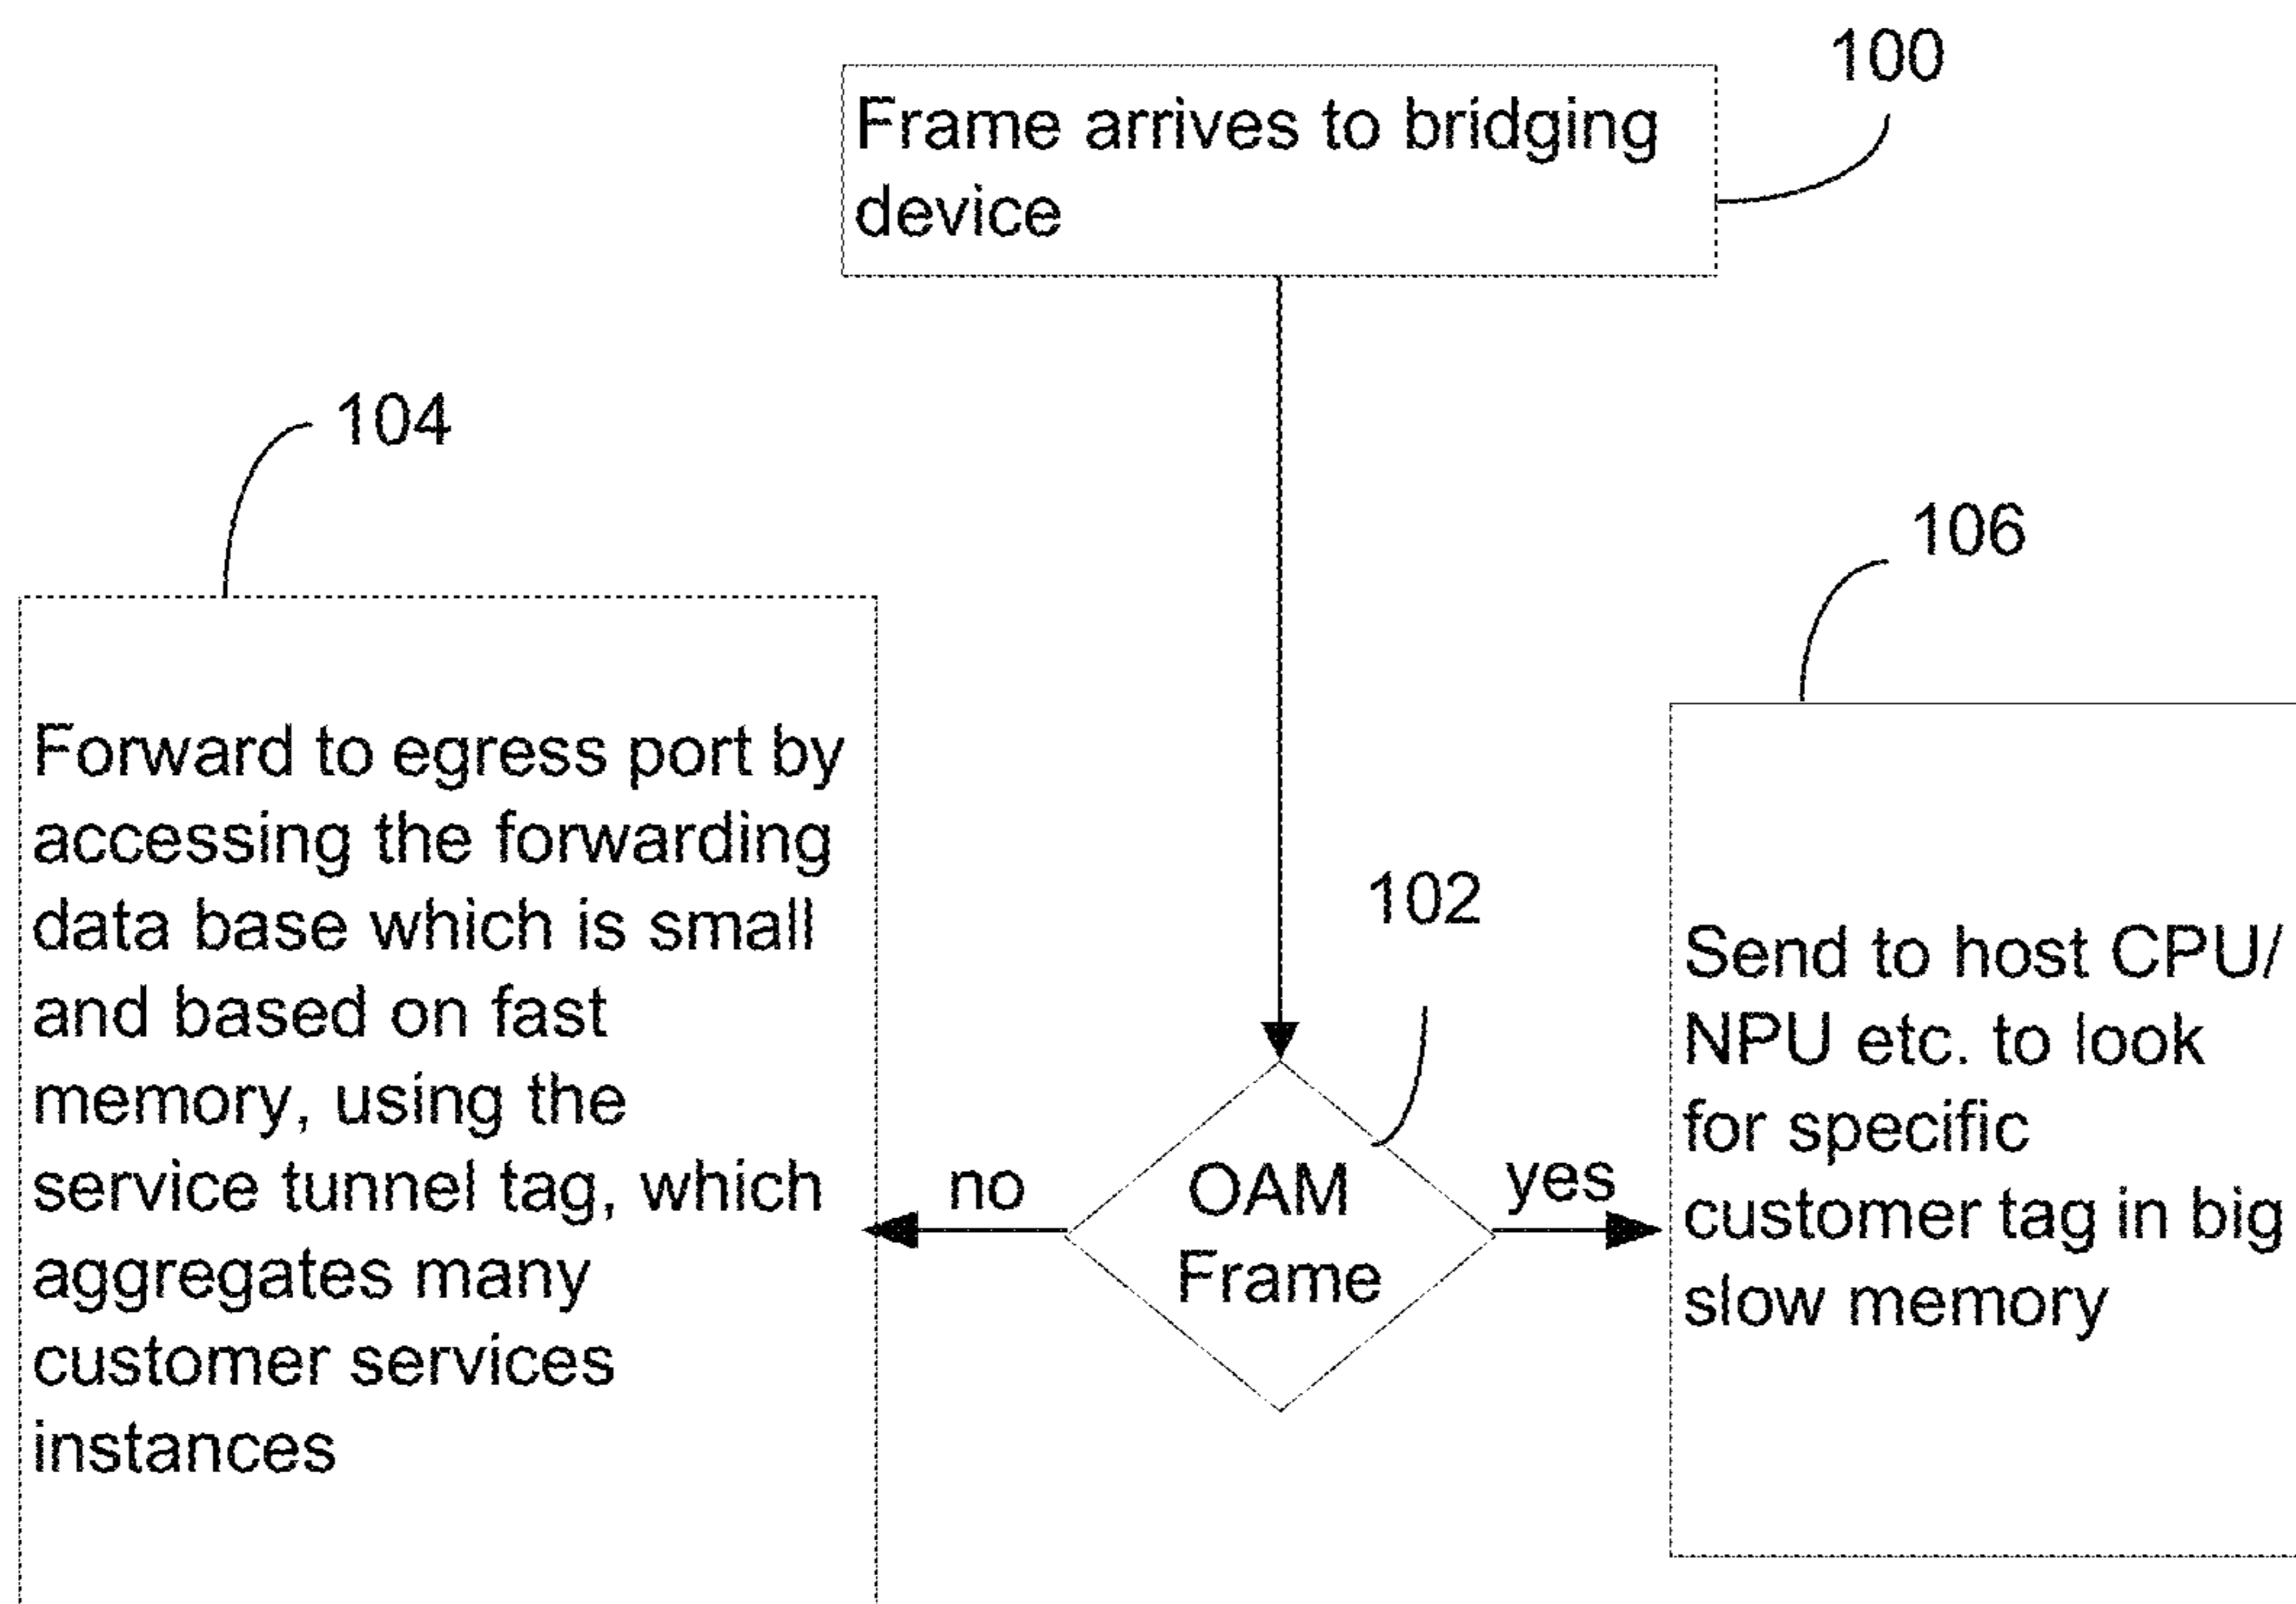 100
Frame arrives to bridging
device
104
Forward to egress port by
accessing the forwarding
data base which is small
and based on fast
memory, using the
service tunnel tag, which
aggregates many
customer services
instances
102
OAM
Frame
no
yes
106
Send to host CPU/
NPU etc. to look
for specific
customer tag in big
slow memory